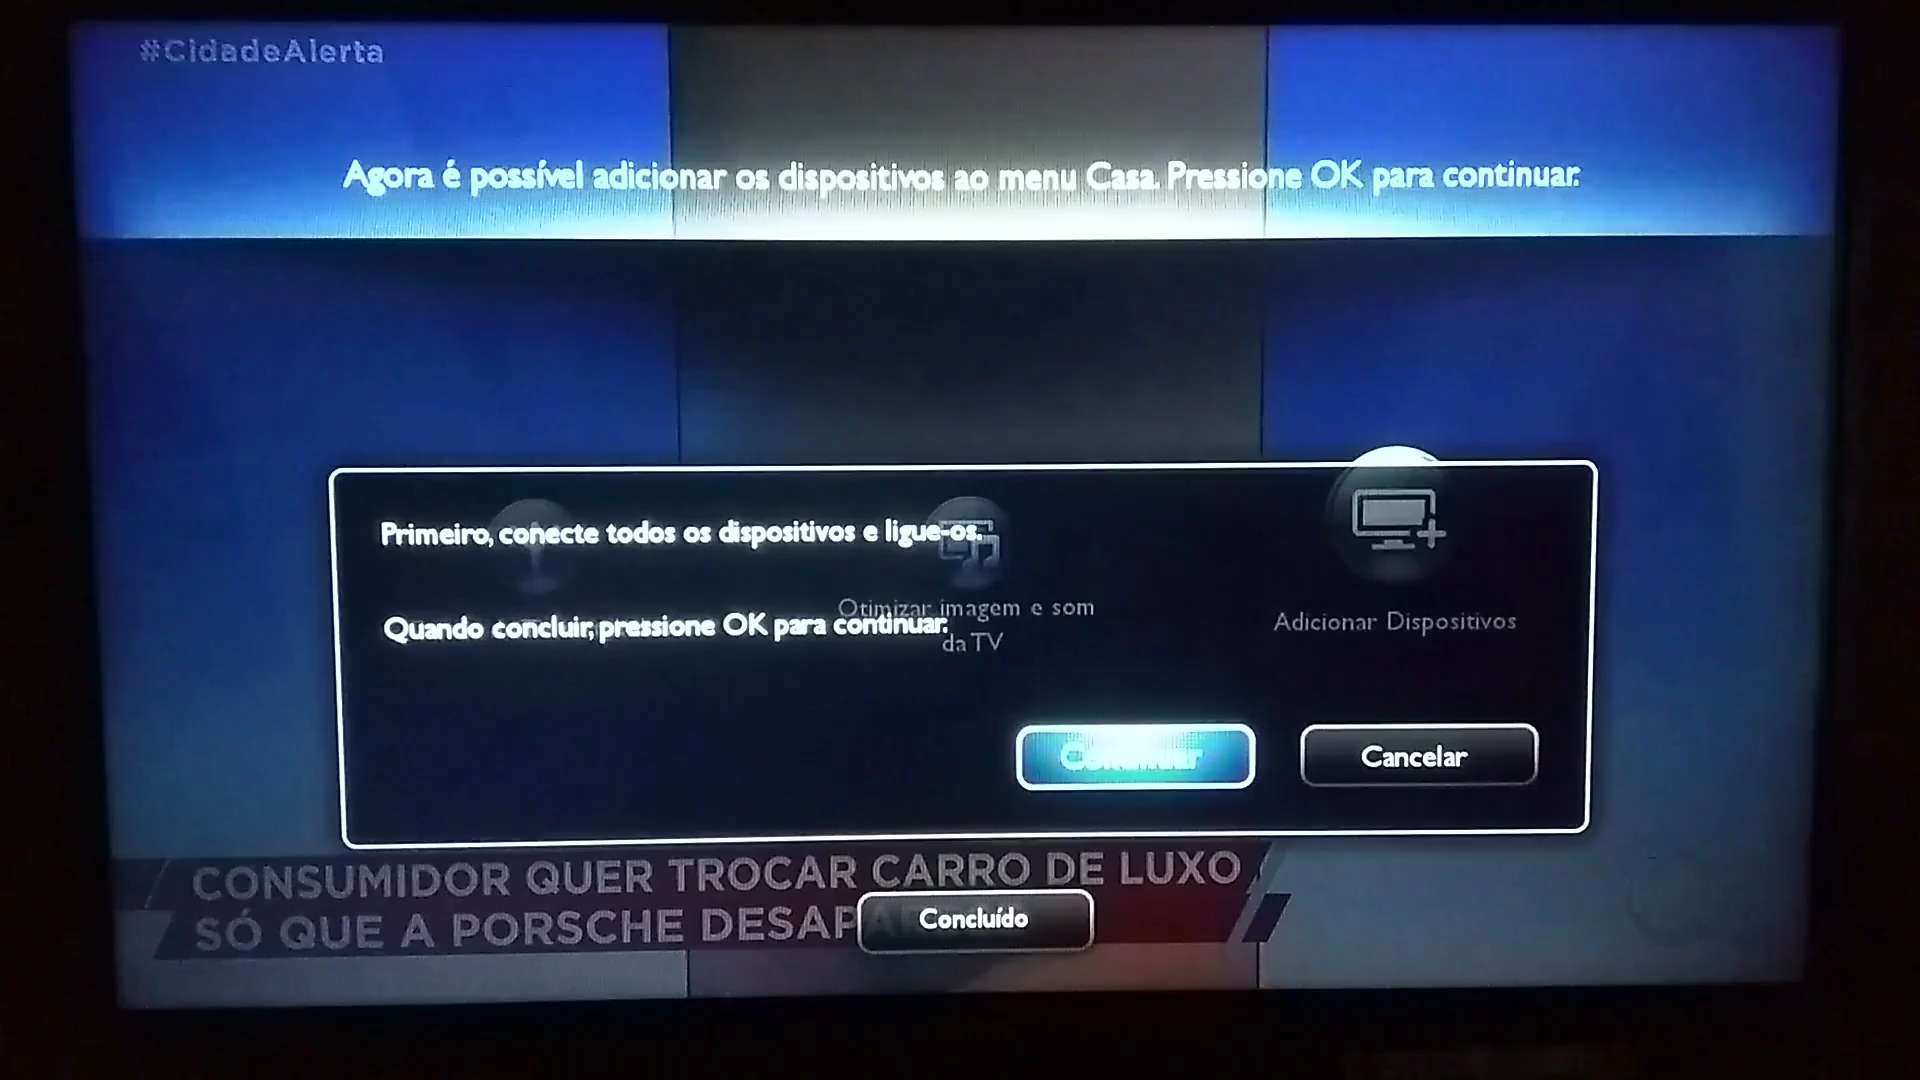 #CidadeAlerta
Agora é possível adicionar os dispositivos ao menu Casa. Pressione OK para continuar.
Primeiro, conecte todos os dispositivos e ligue-os.
Otimizar imagem e som
da TV
Adicionar Dispositivos
Quando concluir, pressione OK para continuar.
Continuar
Cancelar
CONSUMIDOR QUER TROCAR CARRO DE LUXO
SÓ QUE A PORSCHE
Concluído